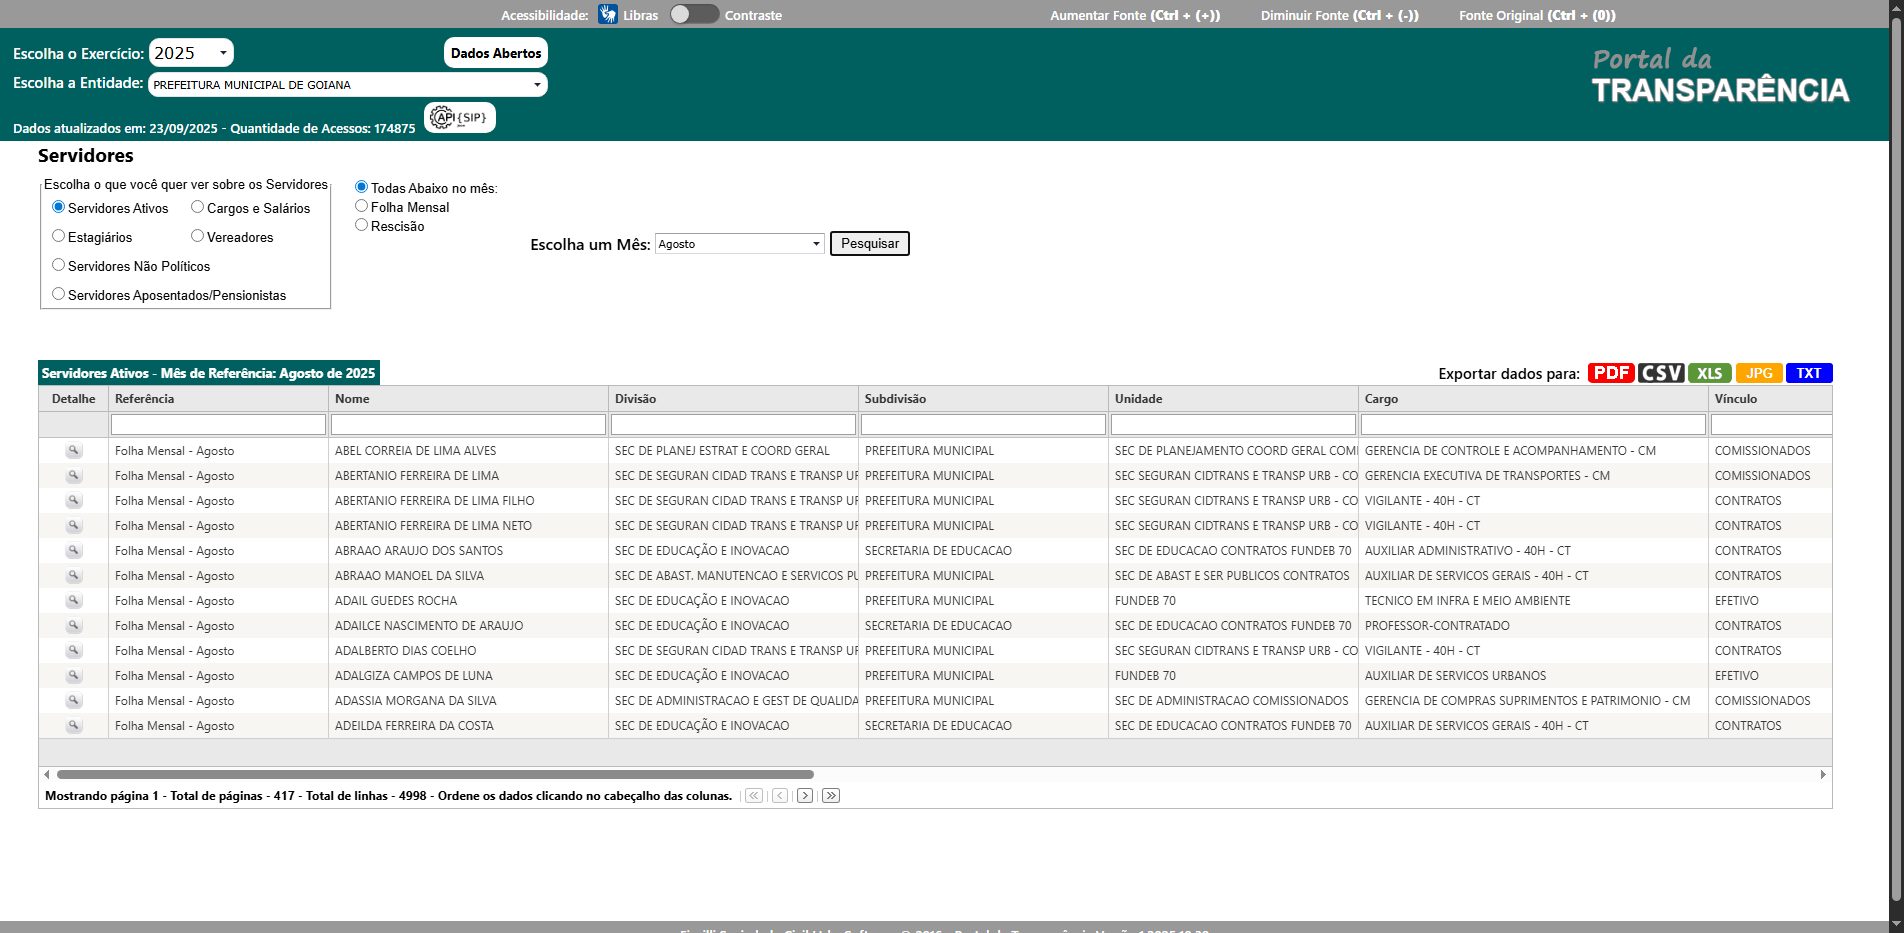 Acessibilidade: Libras Contraste Aumentar Fonte (Ctrl + (+)) Diminuir Fonte (Ctrl + (-)) Fonte Original (Ctrl + (0))
Escolha o Exercício: 2025 Dados Abertos
Escolha a Entidade: PREFEITURA MUNICIPAL DE GOIANA
Portal da
TRANSPARÊNCIA
Dados atualizados em: 23/09/2025 - Quantidade de Acessos: 174875 API {SIP}
Servidores
Escolha o que você quer ver sobre os Servidores
Servidores Ativos Cargos e Salários
Estagiários Vereadores
Servidores Não Políticos
Servidores Aposentados/Pensionistas
Todas Abaixo no mês:
Folha Mensal
Rescisão
Escolha um Mês: Agosto Pesquisar
Servidores Ativos - Mês de Referência: Agosto de 2025 Exportar dados para: PDF CSV XLS JPG TXT
Detalhe Referência Nome Divisão Subdivisão Unidade Cargo Vínculo
Folha Mensal - Agosto ABEL CORREIA DE LIMA ALVES SEC DE PLANEJ ESTRAT E COORD GERAL PREFEITURA MUNICIPAL SEC DE PLANEJAMENTO COORD GERAL COMI GERENCIA DE CONTROLE E ACOMPANHAMENTO - CM COMISSIONADOS
Folha Mensal - Agosto ABERTANIO FERREIRA DE LIMA SEC DE SEGURAN CIDAD TRANS E TRANSP UR PREFEITURA MUNICIPAL SEC SEGURAN CIDTRANS E TRANSP URB - CO GERENCIA EXECUTIVA DE TRANSPORTES - CM COMISSIONADOS
Folha Mensal - Agosto ABERTANIO FERREIRA DE LIMA FILHO SEC DE SEGURAN CIDAD TRANS E TRANSP UR PREFEITURA MUNICIPAL SEC SEGURAN CIDTRANS E TRANSP URB - CO VIGILANTE - 40H - CT CONTRATOS
Folha Mensal - Agosto ABERTANIO FERREIRA DE LIMA NETO SEC DE SEGURAN CIDAD TRANS E TRANSP UR PREFEITURA MUNICIPAL SEC SEGURAN CIDTRANS E TRANSP URB - CO VIGILANTE - 40H - CT CONTRATOS
Folha Mensal - Agosto ABRAAO ARAUJO DOS SANTOS SEC DE EDUCAÇÃO E INOVACAO SECRETARIA DE EDUCACAO SEC DE EDUCACAO CONTRATOS FUNDEB 70 AUXILIAR ADMINISTRATIVO - 40H - CT CONTRATOS
Folha Mensal - Agosto ABRAAO MANOEL DA SILVA SEC DE ABAST. MANUTENCAO E SERVICOS PU PREFEITURA MUNICIPAL SEC DE ABAST E SER PUBLICOS CONTRATOS AUXILIAR DE SERVICOS GERAIS - 40H - CT CONTRATOS
Folha Mensal - Agosto ADAIL GUEDES ROCHA SEC DE EDUCAÇÃO E INOVACAO PREFEITURA MUNICIPAL FUNDEB 70 TECNICO EM INFRA E MEIO AMBIENTE EFETIVO
Folha Mensal - Agosto ADAILCE NASCIMENTO DE ARAUJO SEC DE EDUCAÇÃO E INOVACAO SECRETARIA DE EDUCACAO SEC DE EDUCACAO CONTRATOS FUNDEB 70 PROFESSOR-CONTRATADO CONTRATOS
Folha Mensal - Agosto ADALBERTO DIAS COELHO SEC DE SEGURAN CIDAD TRANS E TRANSP UR PREFEITURA MUNICIPAL SEC SEGURAN CIDTRANS E TRANSP URB - CO VIGILANTE - 40H - CT CONTRATOS
Folha Mensal - Agosto ADALGIZA CAMPOS DE LUNA SEC DE EDUCAÇÃO E INOVACAO PREFEITURA MUNICIPAL FUNDEB 70 AUXILIAR DE SERVICOS URBANOS EFETIVO
Folha Mensal - Agosto ADASSIA MORGANA DA SILVA SEC DE ADMINISTRACAO E GEST DE QUALIDA PREFEITURA MUNICIPAL SEC DE ADMINISTRACAO COMISSIONADOS GERENCIA DE COMPRAS SUPRIMENTOS E PATRIMONIO - CM COMISSIONADOS
Folha Mensal - Agosto ADEILDA FERREIRA DA COSTA SEC DE EDUCAÇÃO E INOVACAO SECRETARIA DE EDUCACAO SEC DE EDUCACAO CONTRATOS FUNDEB 70 AUXILIAR DE SERVICOS GERAIS - 40H - CT CONTRATOS
Mostrando página 1 - Total de páginas - 417 - Total de linhas - 4998 - Ordene os dados clicando no cabeçalho das colunas.